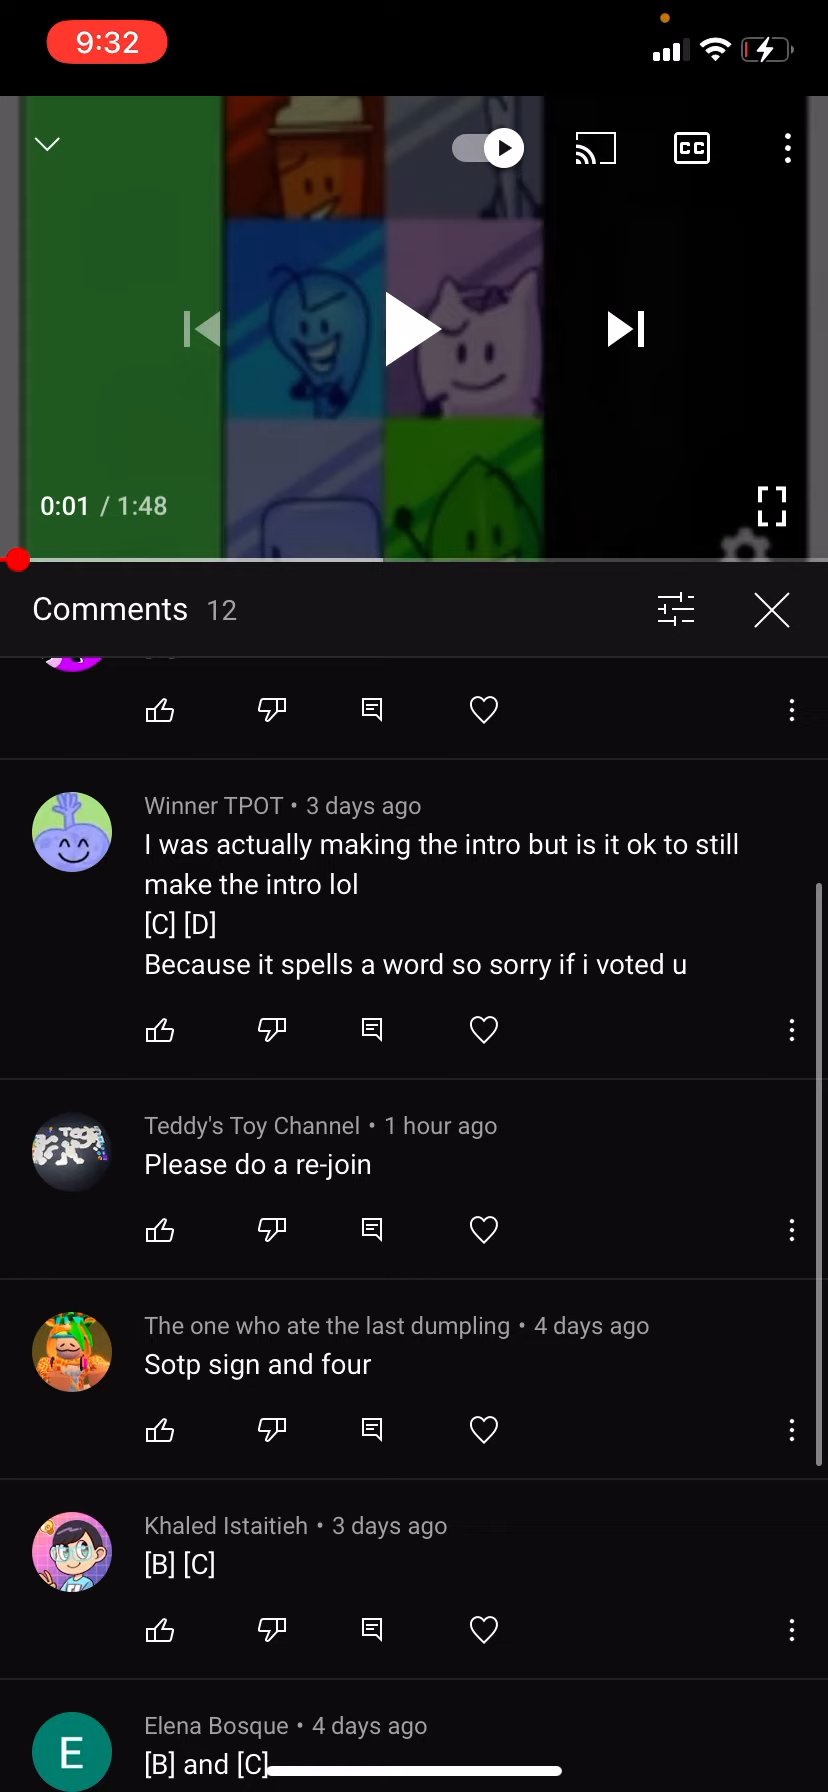 9:32
CC
0:01 / 1:48
Comments 12
Winner TPOT • 3 days ago
I was actually making the intro but is it ok to still
make the intro lol
[C] [D]
Because it spells a word so sorry if i voted u
Teddy's Toy Channel • 1 hour ago
Please do a re-join
The one who ate the last dumpling • 4 days ago
Sotp sign and four
Khaled Istaitieh • 3 days ago
[B] [C]
E
Elena Bosque • 4 days ago
[B] and [C]